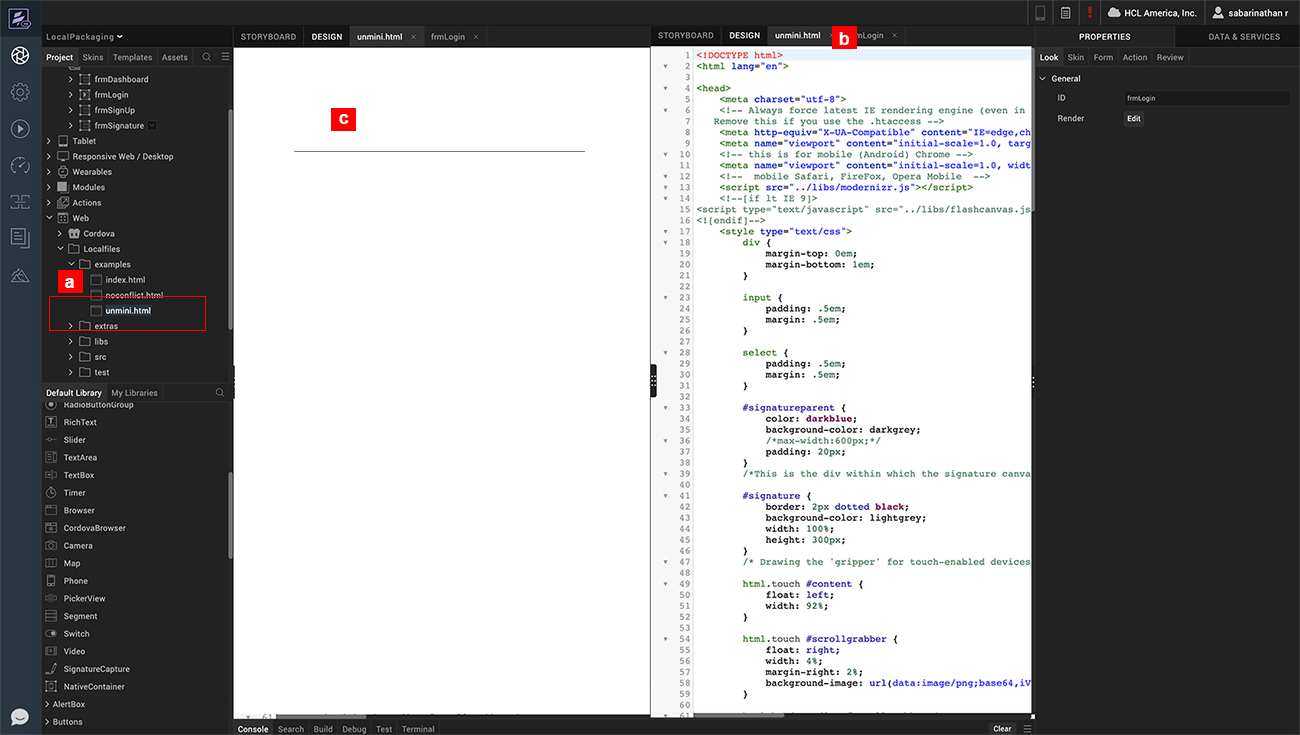 HCL America, Inc.
sabarinathan r
LocalPackaging
Project Skins Templates Assets
frmDashboard
frmLogin
frmSignUp
frmSignature
Tablet
Responsive Web / Desktop
Wearables
Modules
Actions
Web
Cordova
Localfiles
examples
a
index.html
noconflict.html
unmini.html
extras
libs
src
test
Default Library My Libraries
RadioButtonGroup
RichText
Slider
TextArea
TextBox
Timer
Browser
CordovaBrowser
Camera
Map
Phone
PickerView
Segment
Switch
Video
SignatureCapture
NativeContainer
AlertBox
Buttons
STORYBOARD DESIGN unmini.html × frmLogin ×
c
61
STORYBOARD DESIGN unmini.html b mLogin ×
1 <!DOCTYPE html>
2 <html lang="en">
3
4 <head>
5 <meta charset="utf-8">
6 <!-- Always force latest IE rendering engine (even in
7 Remove this if you use the .htaccess -->
8 <meta http-equiv="X-UA-Compatible" content="IE=edge,ch
9 <meta name="viewport" content="initial-scale=1.0, targ
10 <!-- this is for mobile (Android) Chrome -->
11 <meta name="viewport" content="initial-scale=1.0, widt
12 <!-- mobile Safari, FireFox, Opera Mobile -->
13 <script src="../libs/modernizr.js"></script>
14 <!--[if lt IE 9]>
15 <script type="text/javascript" src="../libs/flashcanvas.js
16 <![endif]-->
17 <style type="text/css">
18 div {
19 margin-top: 0em;
20 margin-bottom: 1em;
21 }
22
23 input {
24 padding: .5em;
25 margin: .5em;
26 }
27
28 select {
29 padding: .5em;
30 margin: .5em;
31 }
32
33 #signatureparent {
34 color: darkblue;
35 background-color: darkgrey;
36 /*max-width:600px;*/
37 padding: 20px;
38 }
39 /*This is the div within which the signature canva
40
41 #signature {
42 border: 2px dotted black;
43 background-color: lightgrey;
44 width: 100%;
45 height: 300px;
46 }
47 /* Drawing the 'gripper' for touch-enabled devices
48
49 html.touch #content {
50 float: left;
51 width: 92%;
52 }
53
54 html.touch #scrollgrabber {
55 float: right;
56 width: 4%;
57 margin-right: 2%;
58 background-image: url(data:image/png;base64,iV
59 }
60
61
PROPERTIES DATA & SERVICES
Look Skin Form Action Review
General
ID frmLogin
Render Edit
Console Search Build Debug Test Terminal Clear